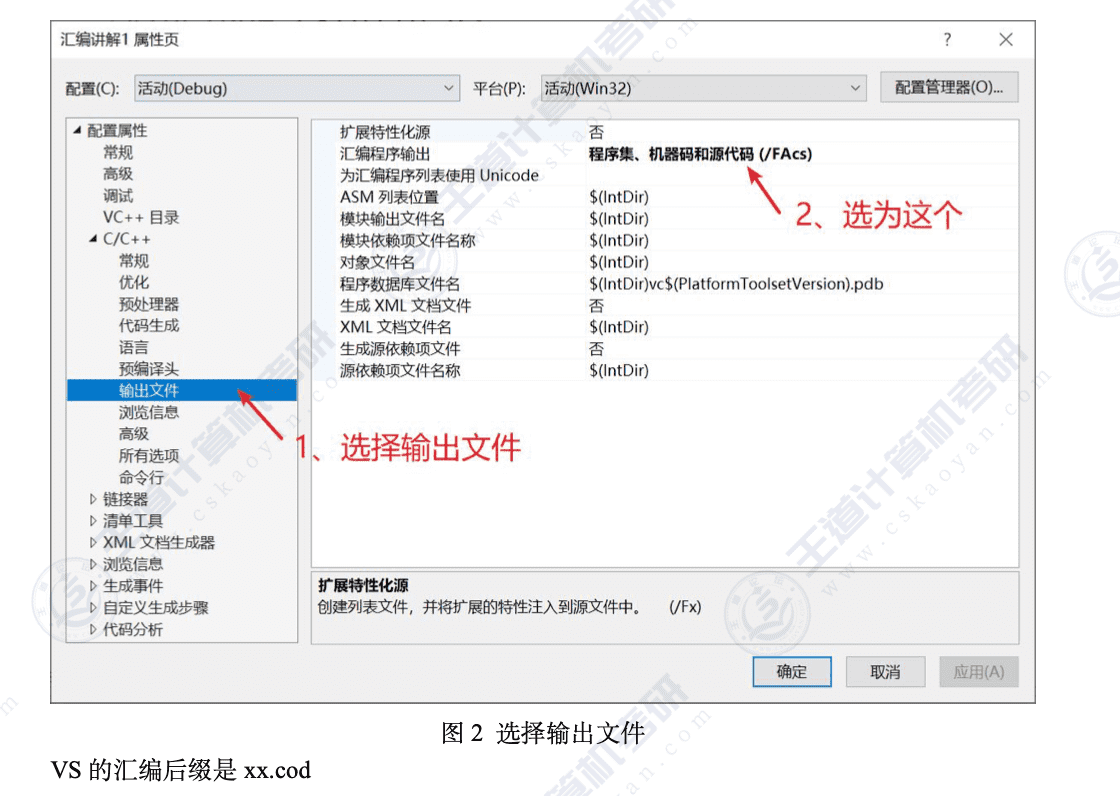 汇编讲解1 属性页
?
配置(C): 活动(Debug) 平台(P): 活动(Win32) 配置管理器(O)...
配置属性
常规
高级
调试
VC++ 目录
C/C++
常规
优化
预处理器
代码生成
语言
预编译头
输出文件
浏览信息
高级
所有选项
命令行
链接器
清单工具
XML 文档生成器
浏览信息
生成事件
自定义生成步骤
代码分析
扩展特性化源 否
汇编程序输出 程序集、机器码和源代码 (/FAcs)
为汇编程序列表使用 Unicode
ASM 列表位置 $(IntDir)
模块输出文件名 $(IntDir)
模块依赖项文件名称 $(IntDir)
对象文件名 $(IntDir)
程序数据库文件名 $(IntDir)vc$(PlatformToolsetVersion).pdb
生成 XML 文档文件 否
XML 文档文件名 $(IntDir)
生成源依赖项文件 否
源依赖项文件名称 $(IntDir)
2、选为这个
1、选择输出文件
扩展特性化源
创建列表文件，并将扩展的特性注入到源文件中。 (/Fx)
确定 取消 应用(A)
图 2 选择输出文件
VS 的汇编后缀是 xx.cod
王道计算机考研
www.cskaoyan.com